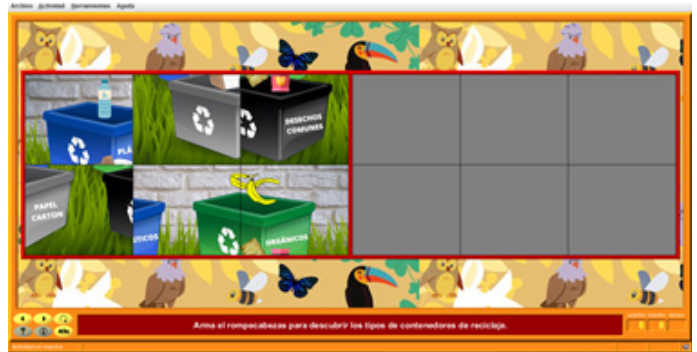 Archivo Actividad Herramientas Ayuda
PLÁ
DESECHOS
COMUNES
PAPEL
CARTON
STICOS
ORGÁNICOS
Arma el rompecabezas para descubrir los tipos de contenedores de reciclaje.